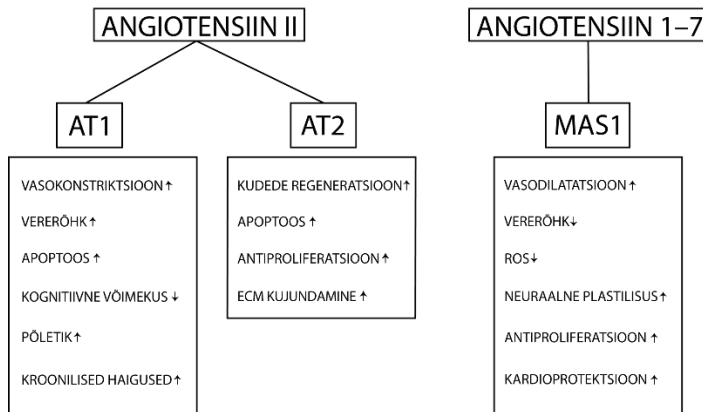 ANGIOTENSIIN II
ANGIOTENSIIN 1–7
AT1
AT2
MAS1
VASOKONSTRIKTSIOON ↑
VERERÕHK ↑
APOPTOOS ↑
KOGNITIIVNE VÕIMEKUS ↓
PÕLETIK ↑
KROONILISED HAIGUSED ↑
KUDEDE REGENERATSIOON ↑
APOPTOOS ↑
ANTIPROLIFERATSIOON ↑
ECM KUJUNDAMINE ↑
VASODILATATSIOON ↑
VERERÕHK ↓
ROS ↓
NEURAALNE PLASTILISUS ↑
ANTIPROLIFERATSIOON ↑
KARDIOPROTEKTSIOON ↑